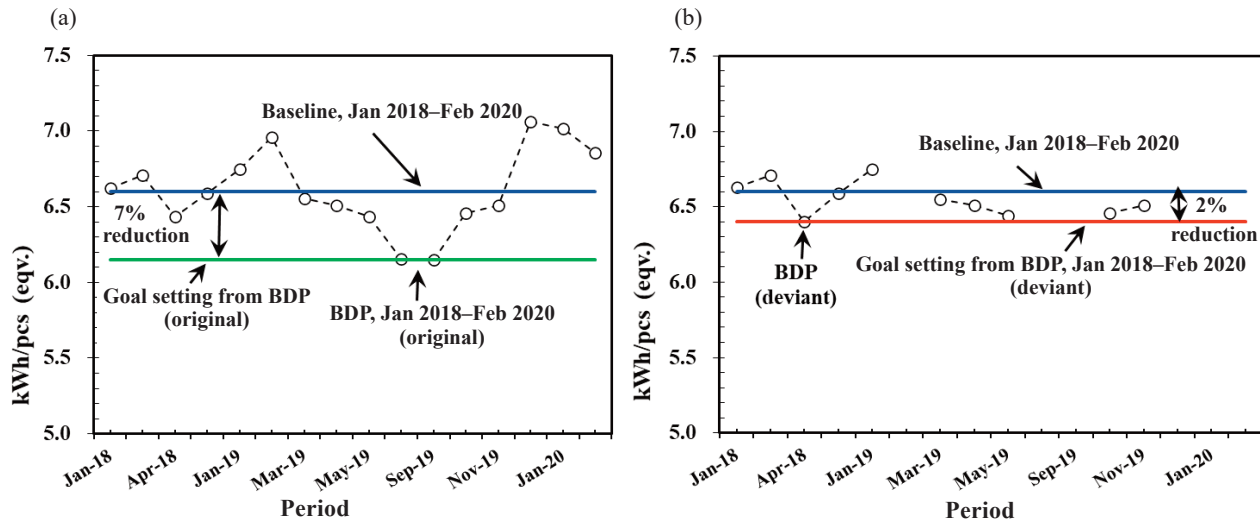 (a)
7.5
7.0
6.5
6.0
5.5
5.0
kWh/pcs (eqv.)
Baseline, Jan 2018–Feb 2020
7%
reduction
Goal setting from BDP
(original)
BDP, Jan 2018–Feb 2020
(original)
Jan-18
Apr-18
Jan-19
Mar-19
May-19
Sep-19
Nov-19
Jan-20
Period
(b)
7.5
7.0
6.5
6.0
5.5
5.0
kWh/pcs (eqv.)
Baseline, Jan 2018–Feb 2020
2%
reduction
BDP
(deviant)
Goal setting from BDP, Jan 2018–Feb 2020
(deviant)
Jan-18
Apr-18
Jan-19
Mar-19
May-19
Sep-19
Nov-19
Jan-20
Period